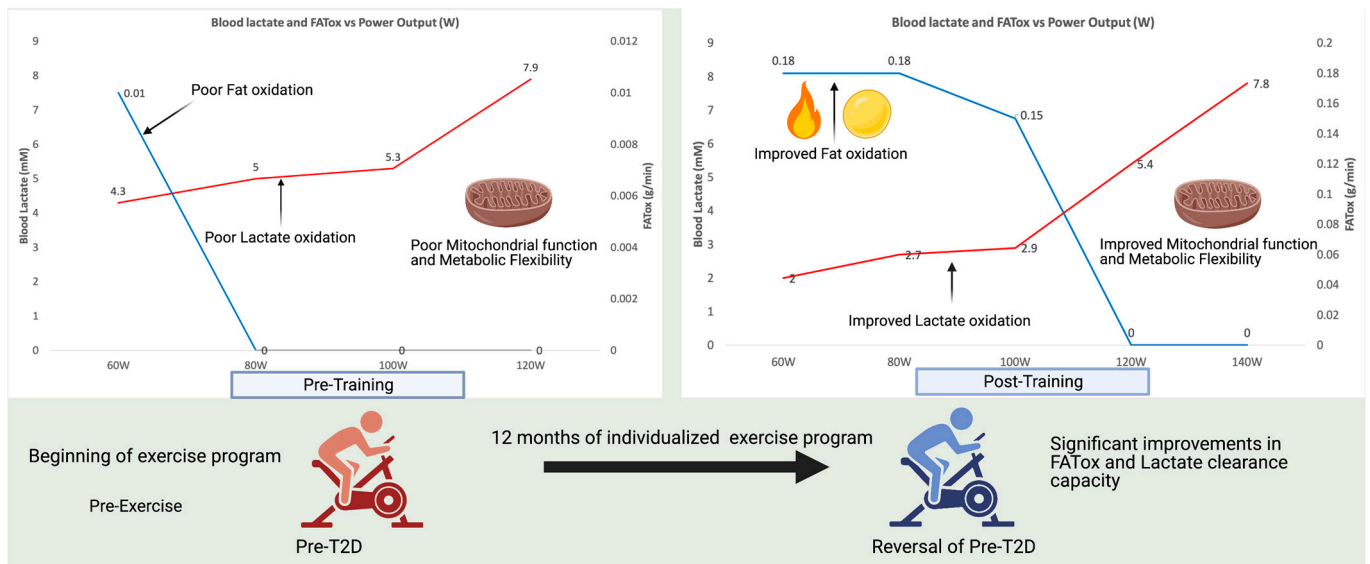 Blood lactate and FATox vs Power Output (W)
9
8
7
6
5
4
3
2
1
0
Blood Lactate (mM)
0.012
0.01
0.008
0.006
0.004
0.002
0
FATox (g/min)
0.01
Poor Fat oxidation
7.9
4.3
5
5.3
Poor Lactate oxidation
Poor Mitochondrial function
and Metabolic Flexibility
0
0
0
60W
80W
100W
120W
Pre-Training
Blood lactate and FATox vs Power Output (W)
9
8
7
6
5
4
3
2
1
0
Blood Lactate (mM)
0.2
0.18
0.16
0.14
0.12
0.1
0.08
0.06
0.04
0.02
0
FATox (g/min)
0.18
0.18
0.15
7.8
Improved Fat oxidation
5.4
2
2.7
2.9
Improved Mitochondrial function
and Metabolic Flexibility
Improved Lactate oxidation
0
0
60W
80W
100W
120W
140W
Post-Training
Beginning of exercise program
Pre-Exercise
Pre-T2D
12 months of individualized exercise program
Reversal of Pre-T2D
Significant improvements in
FATox and Lactate clearance
capacity